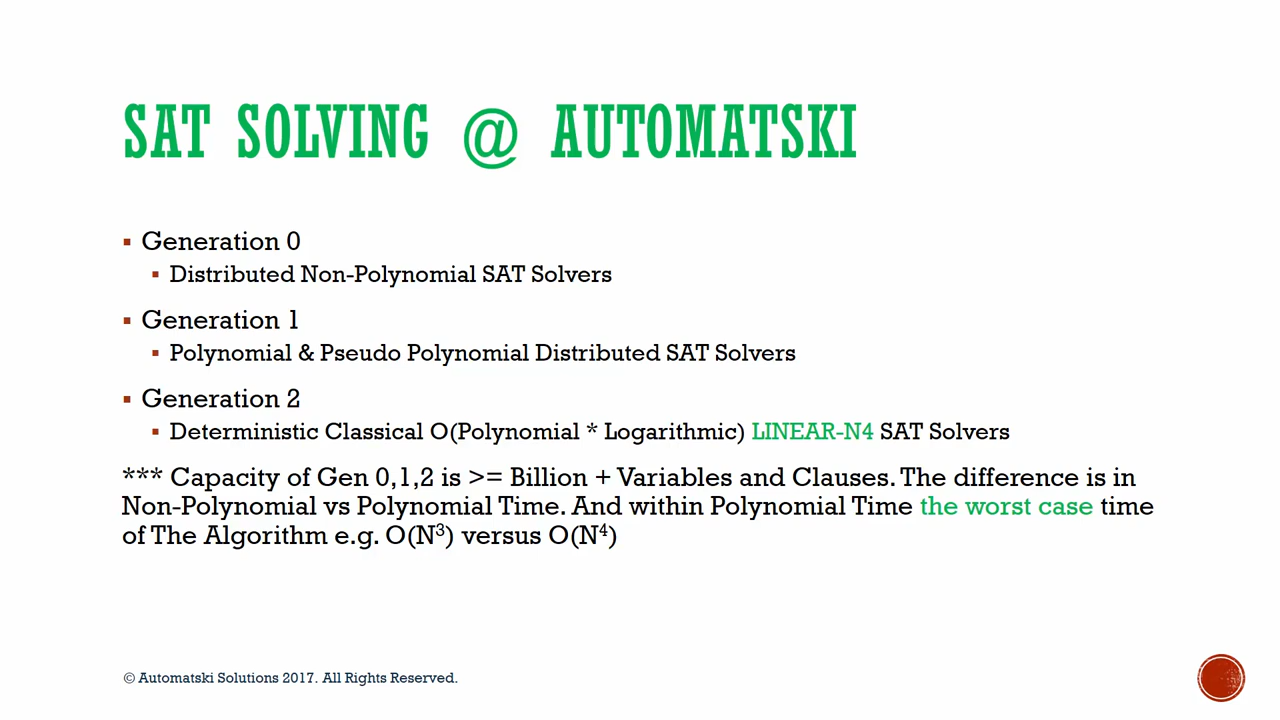 SAT SOLVING @ AUTOMATSKI
▪ Generation 0
▪ Distributed Non-Polynomial SAT Solvers
▪ Generation 1
▪ Polynomial & Pseudo Polynomial Distributed SAT Solvers
▪ Generation 2
▪ Deterministic Classical O(Polynomial * Logarithmic) LINEAR-N4 SAT Solvers
*** Capacity of Gen 0,1,2 is >= Billion + Variables and Clauses. The difference is in
Non-Polynomial vs Polynomial Time. And within Polynomial Time the worst case time
of The Algorithm e.g. O(N³) versus O(N⁴)
© Automatski Solutions 2017. All Rights Reserved.